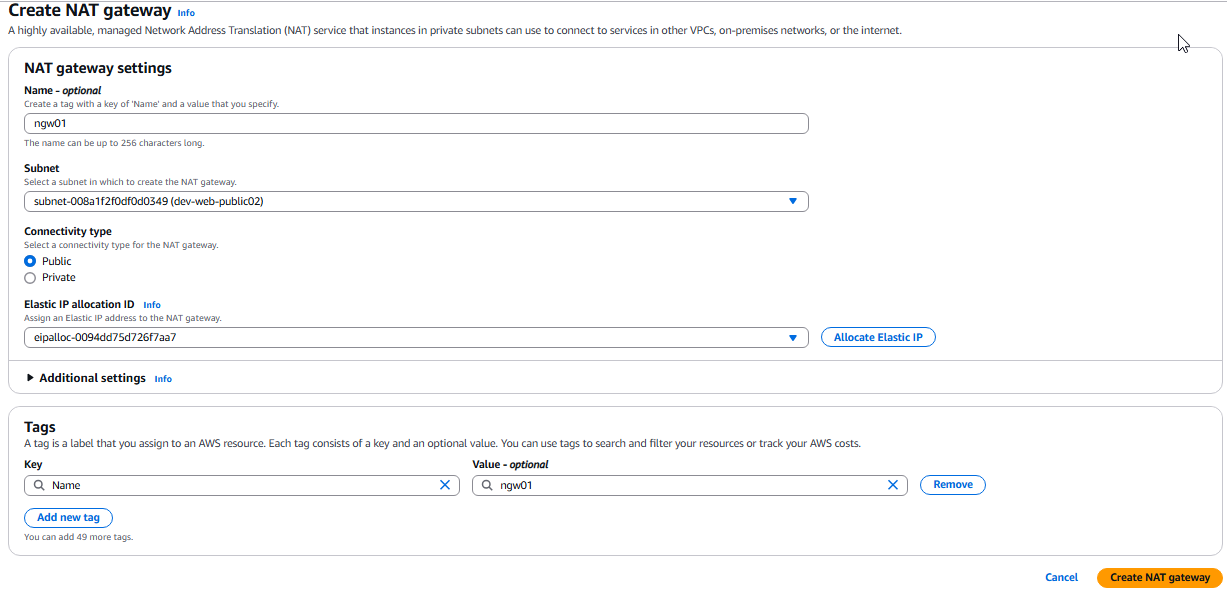 Create NAT gateway Info
A highly available, managed Network Address Translation (NAT) service that instances in private subnets can use to connect to services in other VPCs, on-premises networks, or the internet.
NAT gateway settings
Name - optional
Create a tag with a key of 'Name' and a value that you specify.
ngw01
The name can be up to 256 characters long.
Subnet
Select a subnet in which to create the NAT gateway.
subnet-008a1f2f0df0d0349 (dev-web-public02)
Connectivity type
Select a connectivity type for the NAT gateway.
Public
Private
Elastic IP allocation ID Info
Assign an Elastic IP address to the NAT gateway.
eipalloc-0094dd75d726f7aa7 Allocate Elastic IP
Additional settings Info
Tags
A tag is a label that you assign to an AWS resource. Each tag consists of a key and an optional value. You can use tags to search and filter your resources or track your AWS costs.
Key Value - optional
Name ngw01 Remove
Add new tag
You can add 49 more tags.
Cancel Create NAT gateway